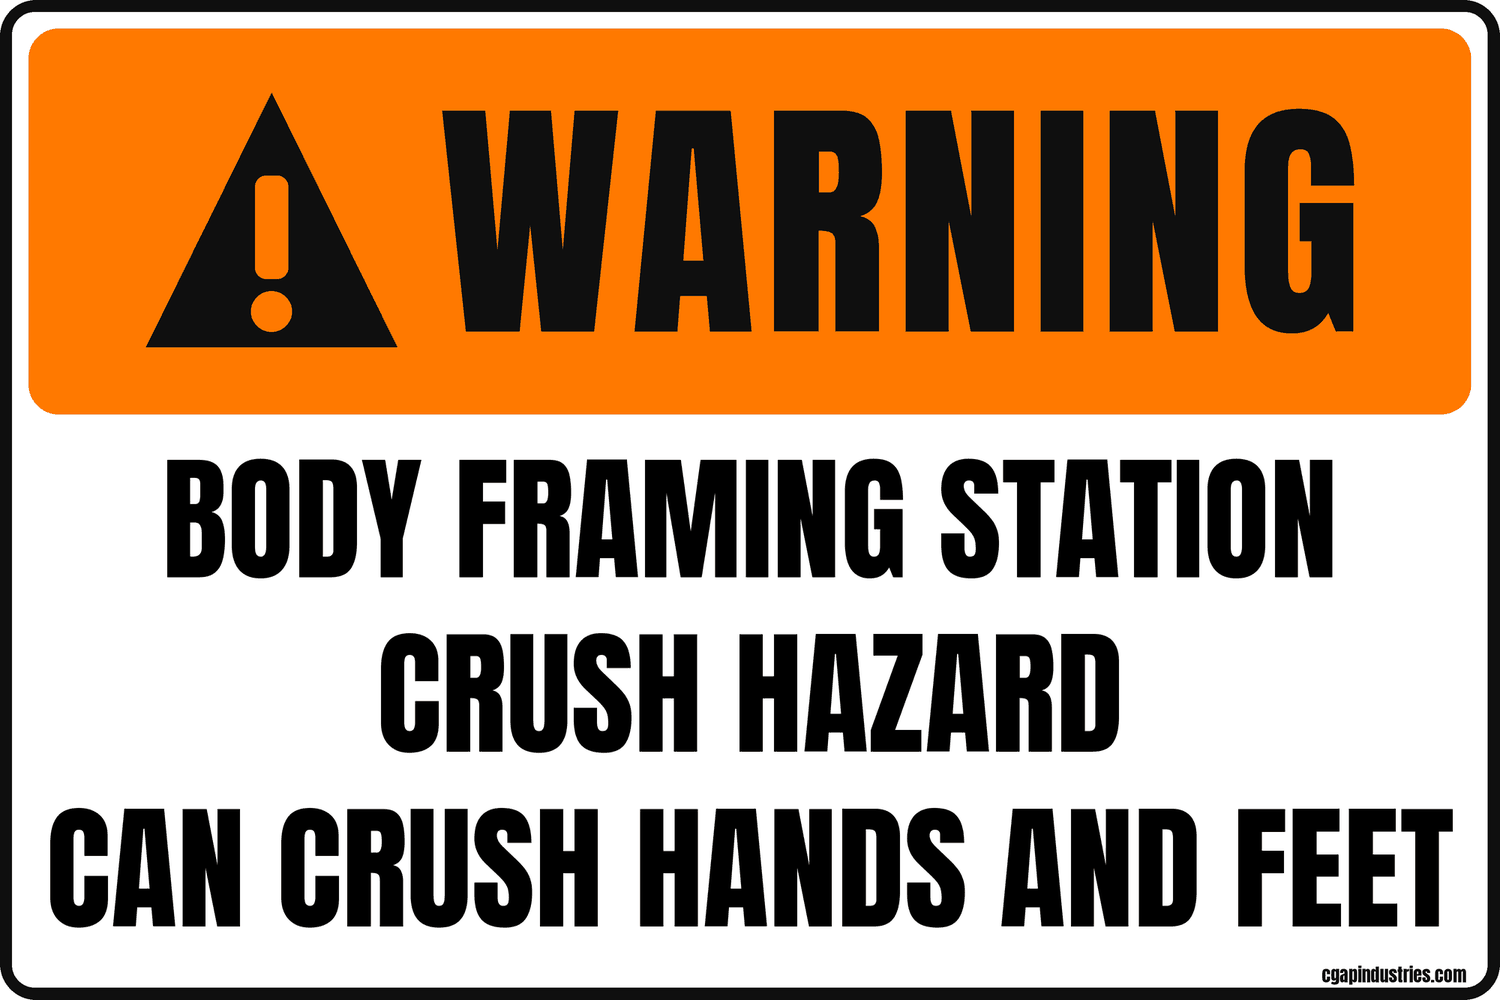 WARNING
BODY FRAMING STATION
CRUSH HAZARD
CAN CRUSH HANDS AND FEET
cgapindustries.com